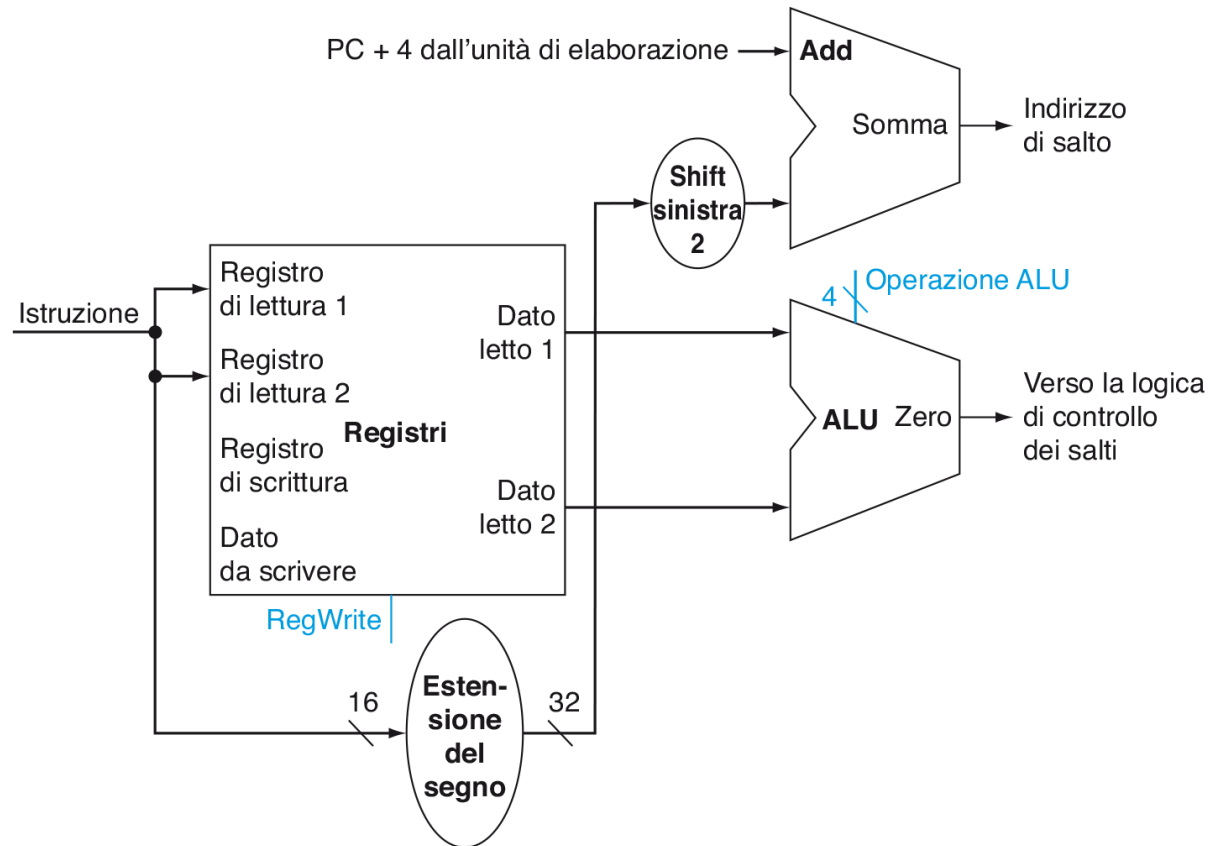 PC + 4 dall'unità di elaborazione
Add
Somma
Indirizzo
di salto
Shift
sinistra
2
Istruzione
Registro
di lettura 1
Registro
di lettura 2
Registri
Registro
di scrittura
Dato
da scrivere
Dato
letto 1
Dato
letto 2
RegWrite
4
Operazione ALU
ALU
Zero
Verso la logica
di controllo
dei salti
16
Esten-
sione
del
segno
32